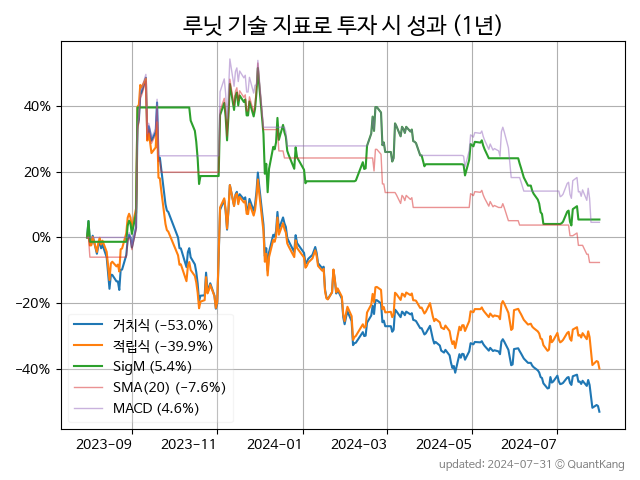 루닛 기술 지표로 투자 시 성과 (1년)
40%
20%
0%
−20%
−40%
거치식 (−53.0%)
적립식 (−39.9%)
SigM (5.4%)
SMA(20) (−7.6%)
MACD (4.6%)
2023-09 2023-11 2024-01 2024-03 2024-05 2024-07
updated: 2024-07-31 © QuantKang